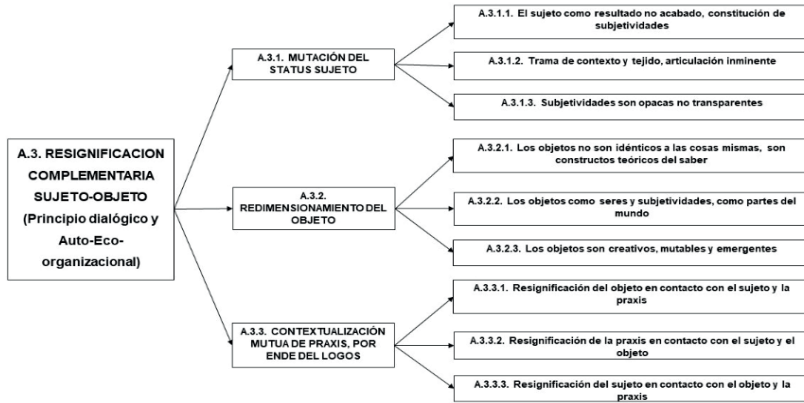 A.3. RESIGNIFICACION
COMPLEMENTARIA
SUJETO-OBJETO
(Principio dialógico y
Auto-Eco-
organizacional)
A.3.1. MUTACIÓN DEL
STATUS SUJETO
A.3.1.1. El sujeto como resultado no acabado, constitución de
subjetividades
A.3.1.2. Trama de contexto y tejido, articulación inminente
A.3.1.3. Subjetividades son opacas no transparentes
A.3.2.
REDIMENSIONAMIENTO DEL
OBJETO
A.3.2.1. Los objetos no son idénticos a las cosas mismas, son
constructos teóricos del saber
A.3.2.2. Los objetos como seres y subjetividades, como partes del
mundo
A.3.2.3. Los objetos son creativos, mutables y emergentes
A.3.3. CONTEXTUALIZACIÓN
MUTUA DE PRAXIS, POR
ENDE DEL LOGOS
A.3.3.1. Resignificación del objeto en contacto con el sujeto y la
praxis
A.3.3.2. Resignificación de la praxis en contacto con el sujeto y el
objeto
A.3.3.3. Resignificación del sujeto en contacto con el objeto y la
praxis